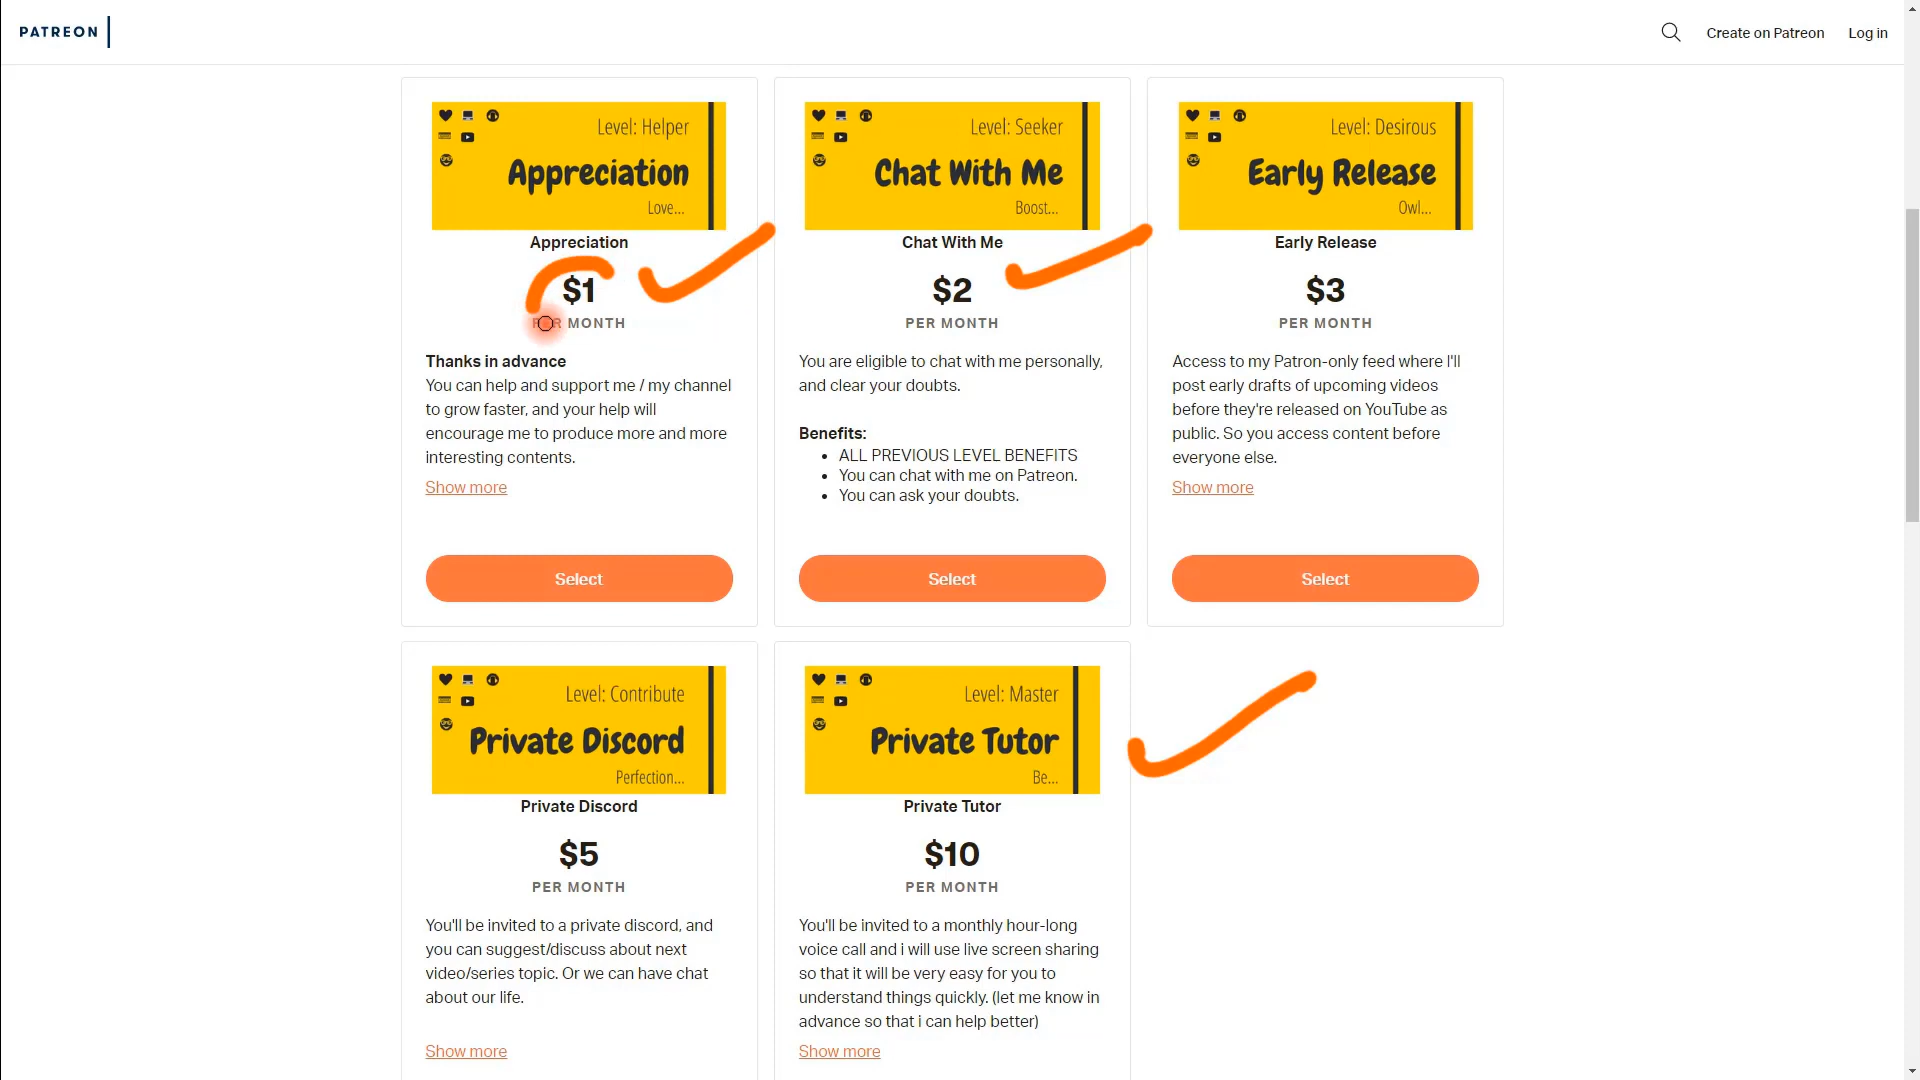 PATREON
Create on Patreon
Log in
Level: Helper
Appreciation
Love...
Appreciation
$1
PER MONTH
Thanks in advance
You can help and support me / my channel
to grow faster, and your help will
encourage me to produce more and more
interesting contents.
Show more
Select
Level: Seeker
Chat With Me
Boost...
Chat With Me
$2
PER MONTH
You are eligible to chat with me personally,
and clear your doubts.
Benefits:
• ALL PREVIOUS LEVEL BENEFITS
• You can chat with me on Patreon.
• You can ask your doubts.
Select
Level: Desirous
Early Release
Owl...
Early Release
$3
PER MONTH
Access to my Patron-only feed where I'll
post early drafts of upcoming videos
before they're released on YouTube as
public. So you access content before
everyone else.
Show more
Select
Level: Contribute
Private Discord
Perfection...
Private Discord
$5
PER MONTH
You'll be invited to a private discord, and
you can suggest/discuss about next
video/series topic. Or we can have chat
about our life.
Show more
Level: Master
Private Tutor
Be...
Private Tutor
$10
PER MONTH
You'll be invited to a monthly hour-long
voice call and i will use live screen sharing
so that it will be very easy for you to
understand things quickly. (let me know in
advance so that i can help better)
Show more